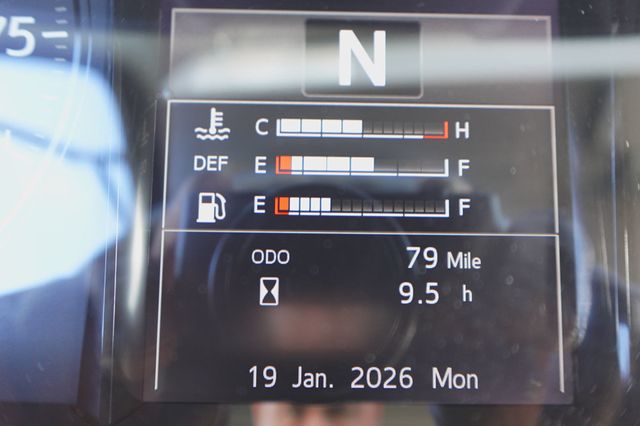 75
N
C H
DEF E F
E F
ODO 79 Mile
9.5 h
19 Jan. 2026 Mon